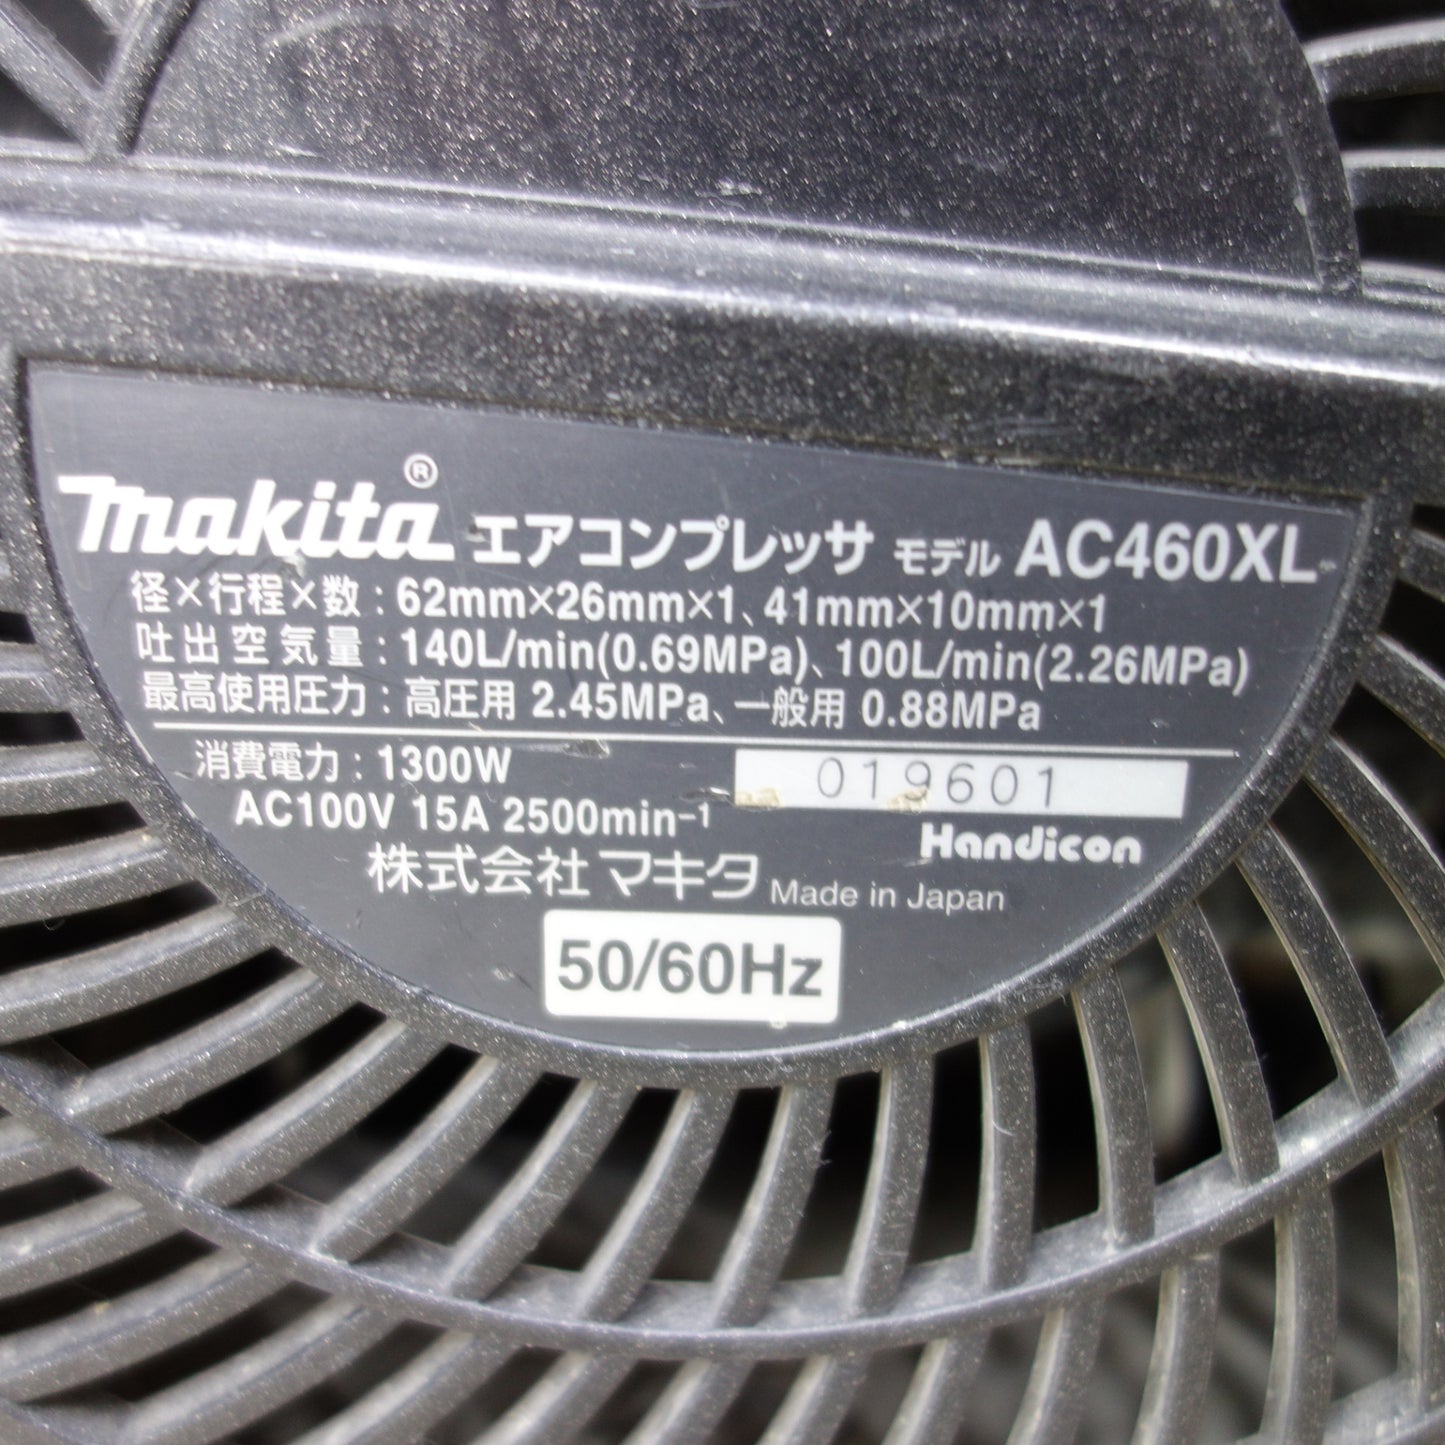 makita® エアコンプレッサ モデル AC460XL
径×行程×数：62mm×26mm×1、41mm×10mm×1
吐出空気量：140L/min(0.69MPa)、100L/min(2.26MPa)
最高使用圧力：高圧用 2.45MPa、一般用 0.88MPa
消費電力：1300W
019601
AC100V 15A 2500min⁻¹
Handicon
株式会社 マキタ Made in Japan
50/60Hz